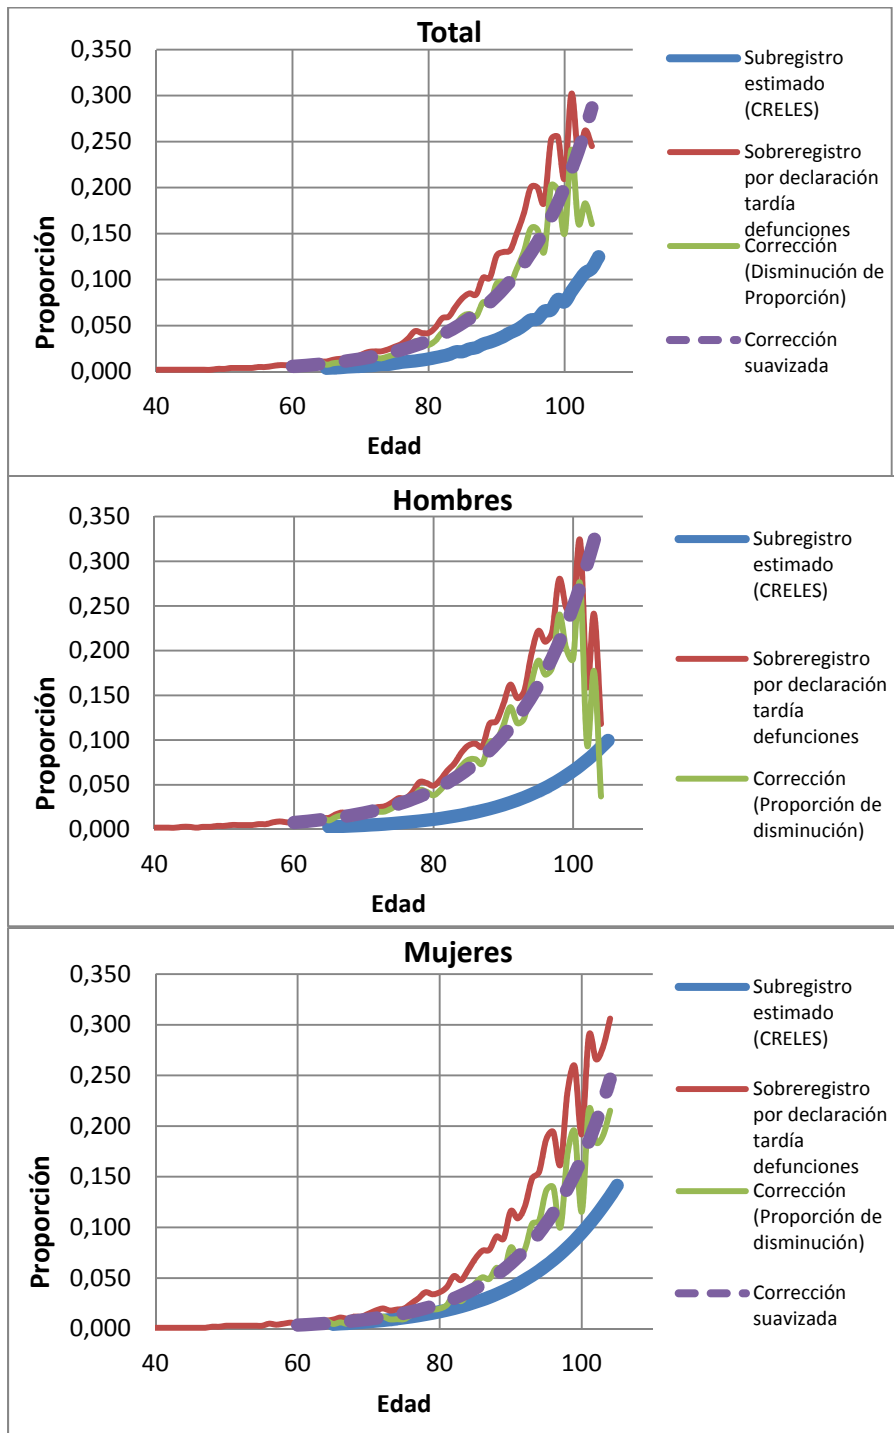 Total
0,350
0,300
0,250
0,200
0,150
0,100
0,050
0,000
Proporción
40 60 80 100
Edad
Subregistro
estimado
(CRELES)
Sobreregistro
por declaración
tardía
defunciones
Corrección
(Disminución de
Proporción)
Corrección
suavizada
Hombres
0,350
0,300
0,250
0,200
0,150
0,100
0,050
0,000
Proporción
40 60 80 100
Edad
Subregistro
estimado
(CRELES)
Sobreregistro
por declaración
tardía
defunciones
Corrección
(Proporción de
disminución)
Mujeres
0,350
0,300
0,250
0,200
0,150
0,100
0,050
0,000
Proporción
40 60 80 100
Edad
Subregistro
estimado
(CRELES)
Sobreregistro
por declaración
tardía
defunciones
Corrección
(Proporción de
disminución)
Corrección
suavizada